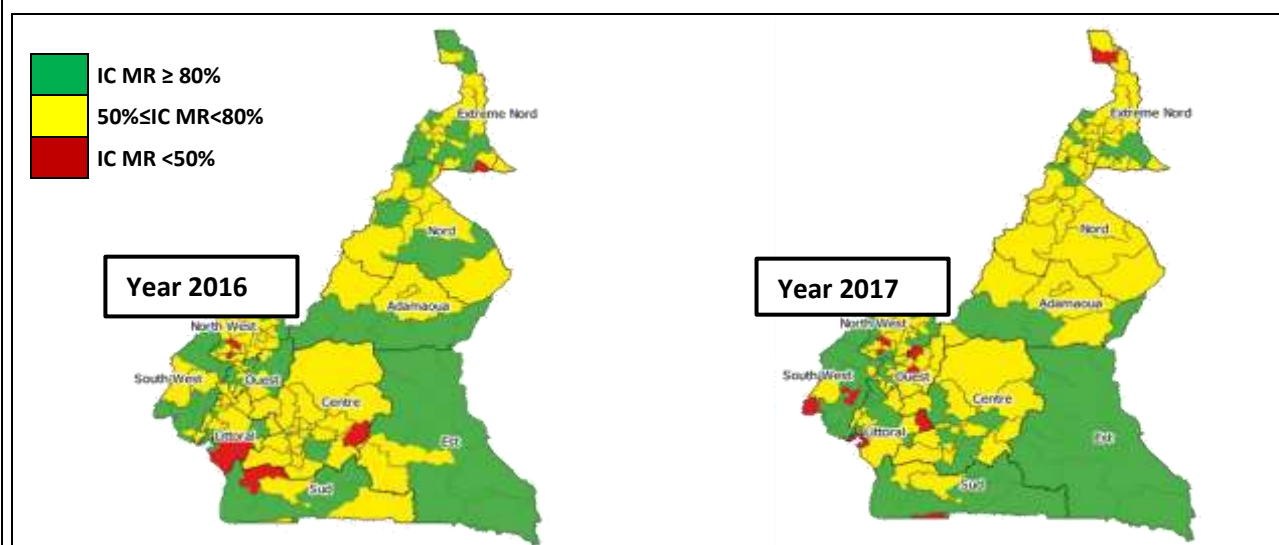 IC MR ≥ 80%
50%≤IC MR<80%
IC MR <50%
Year 2016
Extreme Nord
Nord
Adamaoua
North West
South West
Ouest
Centre
Littoral
Est
Sud
Year 2017
Extreme Nord
Nord
Adamaoua
North West
South West
Ouest
Centre
Littoral
Est
Sud